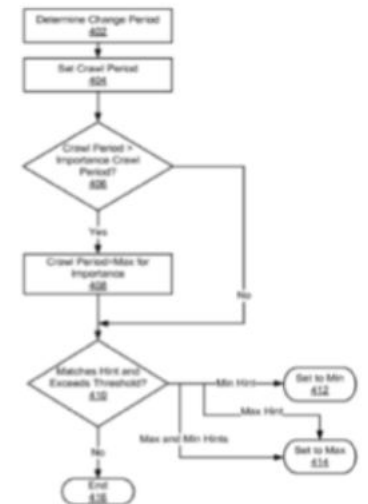 Determine Change Period
402
Set Crawl Period
404
Crawl Period >
Importance Crawl
Period?
406
Yes
Crawl Period=Max for
Importance
408
No
Matches Hint and
Exceeds Threshold?
410
Min Hint
Set to Min
412
Max Hint
Max and Min Hints
Set to Max
414
No
End
416